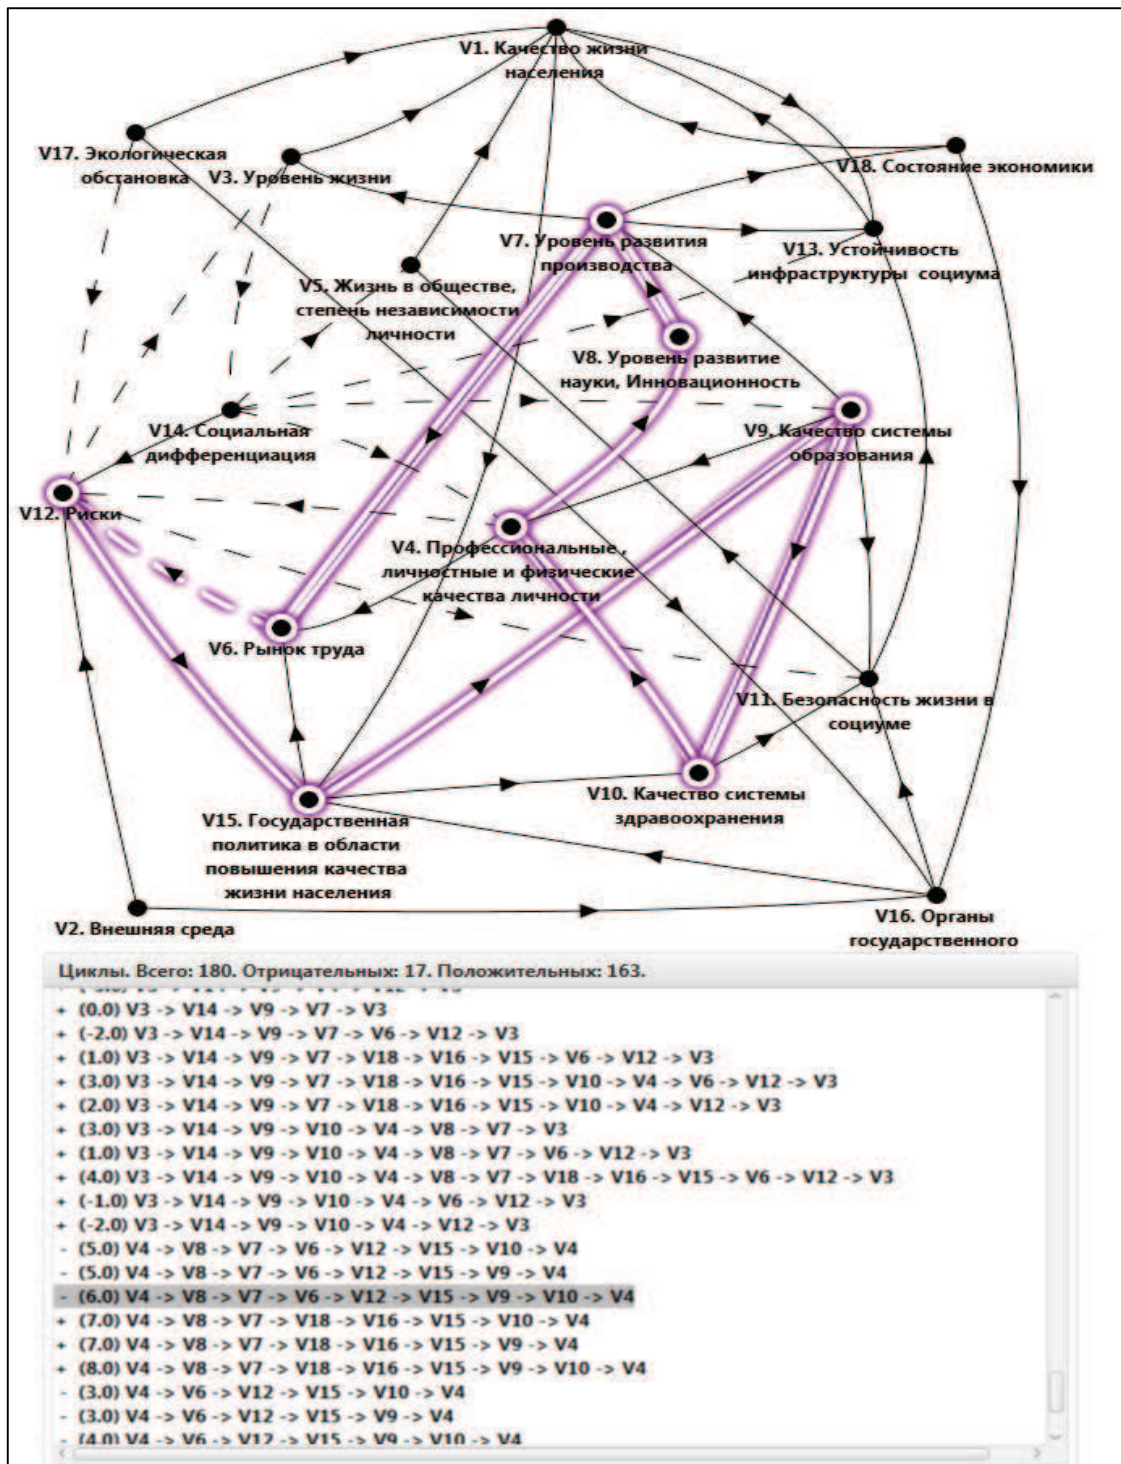 V1. Качество жизни
населения
V17. Экологическая
обстановка
V3. Уровень жизни
V18. Состояние экономики
V7. Уровень развития
производства
V13. Устойчивость
инфраструктуры социума
V5. Жизнь в обществе,
степень независимости
личности
V8. Уровень развитие
науки, Инновационность
V14. Социальная
дифференциация
V9. Качество системы
образования
V12. Риски
V4. Профессиональные ,
личностные и физические
качества личности
V6. Рынок труда
V11. Безопасность жизни в
социуме
V10. Качество системы
здравоохранения
V15. Государственная
политика в области
повышения качества
жизни населения
V2. Внешняя среда
V16. Органы
государственного
Циклы. Всего: 180. Отрицательных: 17. Положительных: 163.
+ (0.0) V3 -> V14 -> V9 -> V7 -> V3
+ (-2.0) V3 -> V14 -> V9 -> V7 -> V6 -> V12 -> V3
+ (1.0) V3 -> V14 -> V9 -> V7 -> V18 -> V16 -> V15 -> V6 -> V12 -> V3
+ (3.0) V3 -> V14 -> V9 -> V7 -> V18 -> V16 -> V15 -> V10 -> V4 -> V6 -> V12 -> V3
+ (2.0) V3 -> V14 -> V9 -> V7 -> V18 -> V16 -> V15 -> V10 -> V4 -> V12 -> V3
+ (3.0) V3 -> V14 -> V9 -> V10 -> V4 -> V8 -> V7 -> V3
+ (1.0) V3 -> V14 -> V9 -> V10 -> V4 -> V8 -> V7 -> V6 -> V12 -> V3
+ (4.0) V3 -> V14 -> V9 -> V10 -> V4 -> V8 -> V7 -> V18 -> V16 -> V15 -> V6 -> V12 -> V3
+ (-1.0) V3 -> V14 -> V9 -> V10 -> V4 -> V6 -> V12 -> V3
+ (-2.0) V3 -> V14 -> V9 -> V10 -> V4 -> V12 -> V3
- (5.0) V4 -> V8 -> V7 -> V6 -> V12 -> V15 -> V10 -> V4
- (5.0) V4 -> V8 -> V7 -> V6 -> V12 -> V15 -> V9 -> V4
- (6.0) V4 -> V8 -> V7 -> V6 -> V12 -> V15 -> V9 -> V10 -> V4
+ (7.0) V4 -> V8 -> V7 -> V18 -> V16 -> V15 -> V10 -> V4
+ (7.0) V4 -> V8 -> V7 -> V18 -> V16 -> V15 -> V9 -> V4
+ (8.0) V4 -> V8 -> V7 -> V18 -> V16 -> V15 -> V9 -> V10 -> V4
- (3.0) V4 -> V6 -> V12 -> V15 -> V10 -> V4
- (3.0) V4 -> V6 -> V12 -> V15 -> V9 -> V4
- (4.0) V4 -> V6 -> V12 -> V15 -> V9 -> V10 -> V4